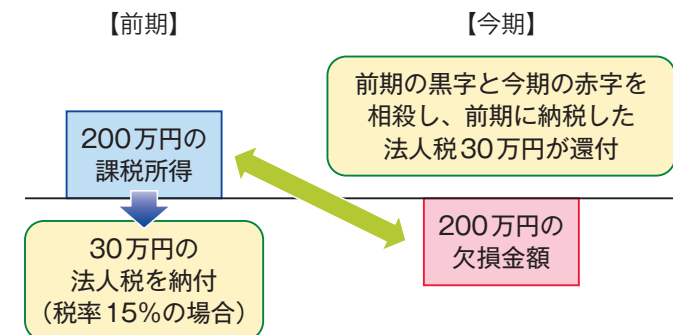 【前期】
【今期】
前期の黒字と今期の赤字を
相殺し、前期に納税した
法人税30万円が還付
200万円の
課税所得
30万円の
法人税を納付
（税率15%の場合）
200万円の
欠損金額